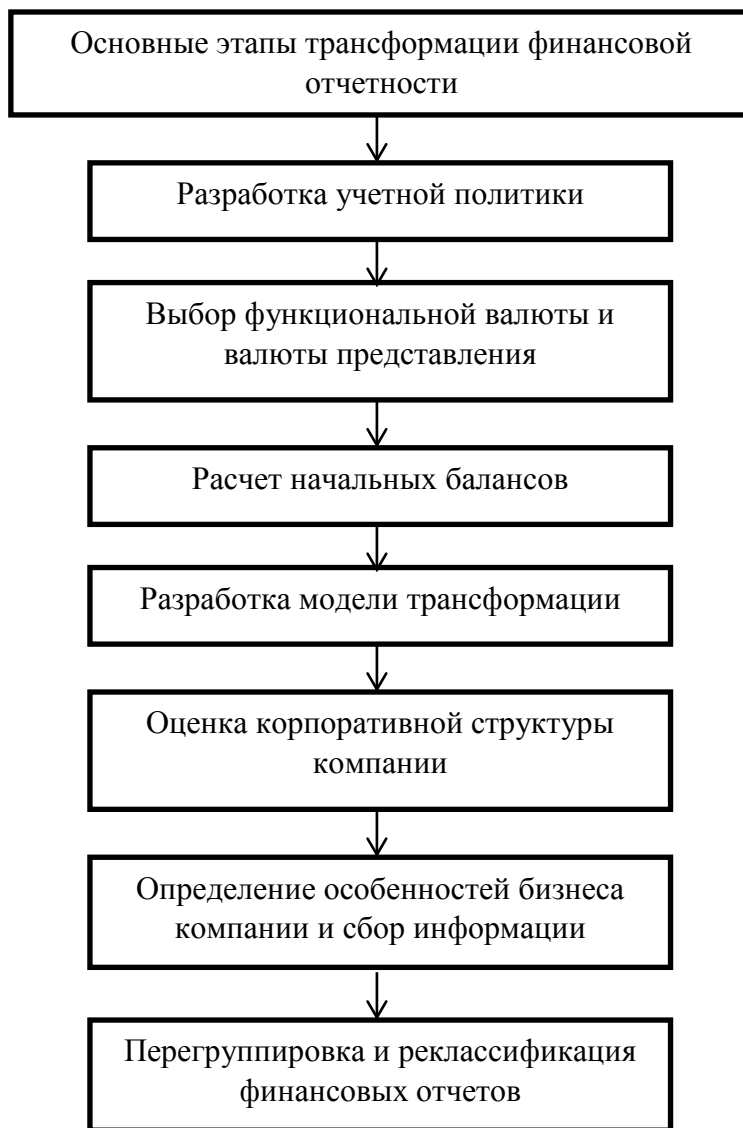 Основные этапы трансформации финансовой
отчетности
Разработка учетной политики
Выбор функциональной валюты и
валюты представления
Расчет начальных балансов
Разработка модели трансформации
Оценка корпоративной структуры
компании
Определение особенностей бизнеса
компании и сбор информации
Перегруппировка и реклассификация
финансовых отчетов